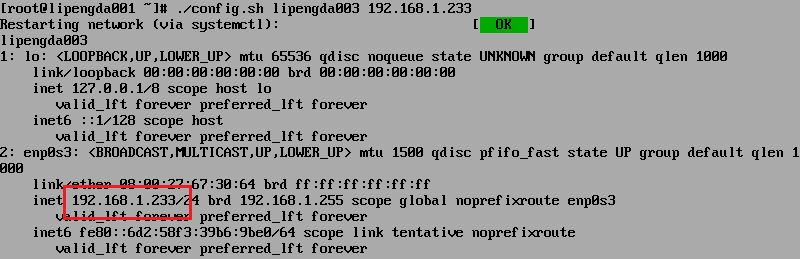 [root@lipengda001 ~]# ./config.sh lipengda003 192.168.1.233
Restarting network (via systemctl): [ OK ]
lipengda003
1: lo: <LOOPBACK,UP,LOWER_UP> mtu 65536 qdisc noqueue state UNKNOWN group default qlen 1000
link/loopback 00:00:00:00:00:00 brd 00:00:00:00:00:00
inet 127.0.0.1/8 scope host lo
valid_lft forever preferred_lft forever
inet6 ::1/128 scope host
valid_lft forever preferred_lft forever
2: enp0s3: <BROADCAST,MULTICAST,UP,LOWER_UP> mtu 1500 qdisc pfifo_fast state UP group default qlen 1
000
link/ether 08:00:27:67:30:64 brd ff:ff:ff:ff:ff:ff
inet 192.168.1.233/24 brd 192.168.1.255 scope global noprefixroute enp0s3
valid_lft forever preferred_lft forever
inet6 fe80::6d2:58f3:39b6:9be0/64 scope link tentative noprefixroute
valid_lft forever preferred_lft forever